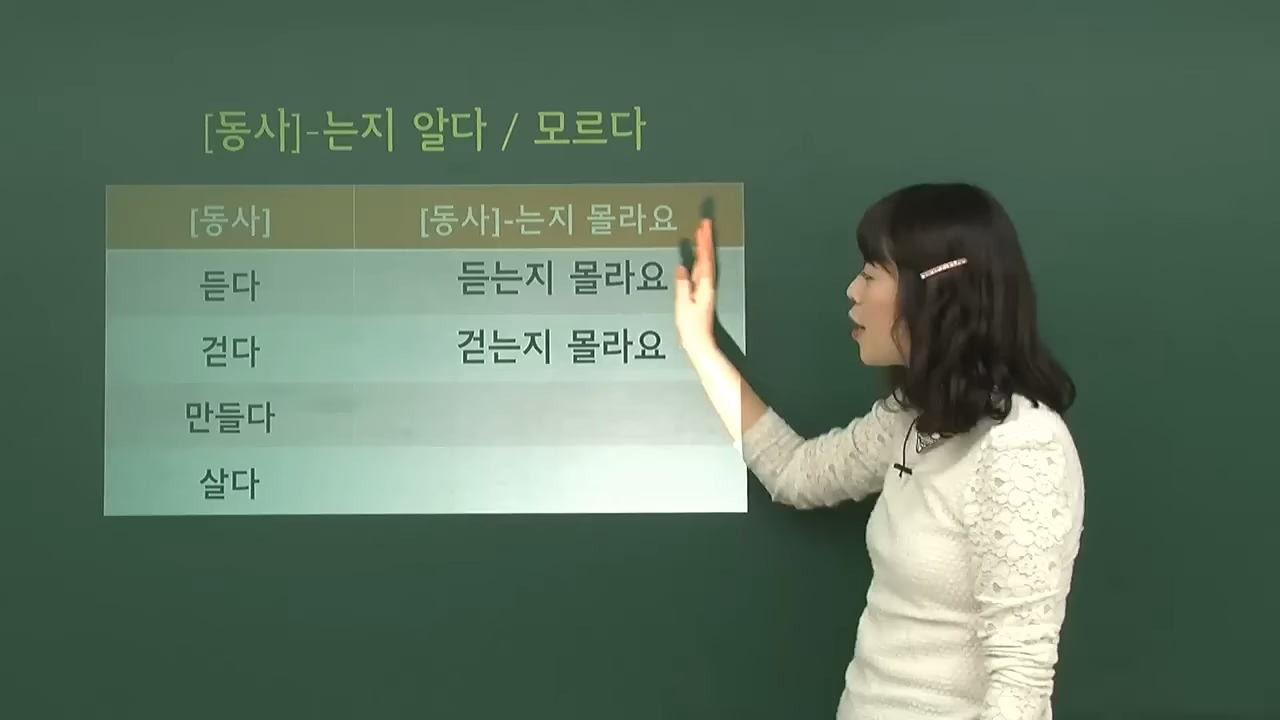 [동사]-는지 알다 / 모르다
[동사] [동사]-는지 몰라요
듣다 듣는지 몰라요
걷다 걷는지 몰라요
만들다
살다